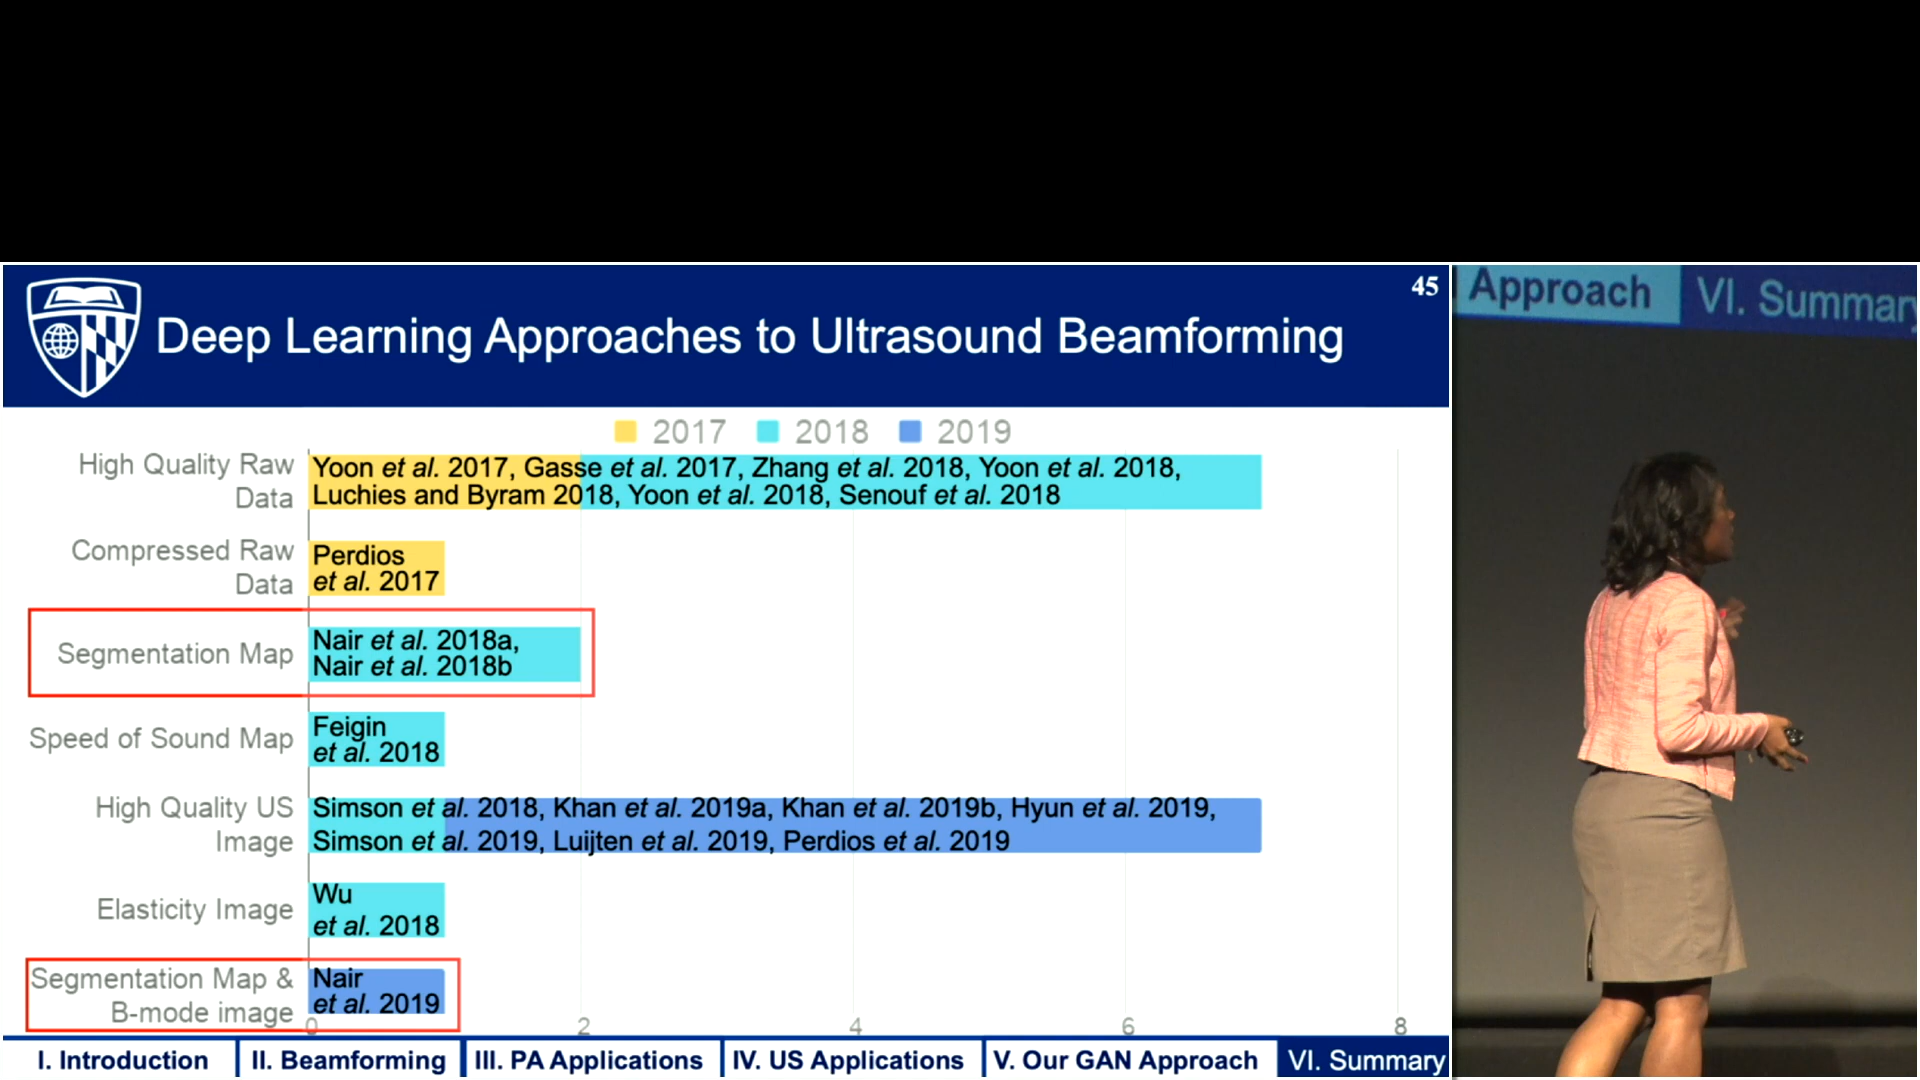 45
Deep Learning Approaches to Ultrasound Beamforming
2017 2018 2019
High Quality Raw
Data
Yoon et al. 2017, Gasse et al. 2017, Zhang et al. 2018, Yoon et al. 2018,
Luchies and Byram 2018, Yoon et al. 2018, Senouf et al. 2018
Compressed Raw
Data
Perdios
et al. 2017
Segmentation Map
Nair et al. 2018a,
Nair et al. 2018b
Speed of Sound Map
Feigin
et al. 2018
High Quality US
Image
Simson et al. 2018, Khan et al. 2019a, Khan et al. 2019b, Hyun et al. 2019,
Simson et al. 2019, Luijten et al. 2019, Perdios et al. 2019
Elasticity Image
Wu
et al. 2018
Segmentation Map &
B-mode image
Nair
et al. 2019
0 2 4 6 8
I. Introduction II. Beamforming III. PA Applications IV. US Applications V. Our GAN Approach VI. Summary
Approach VI. Summary